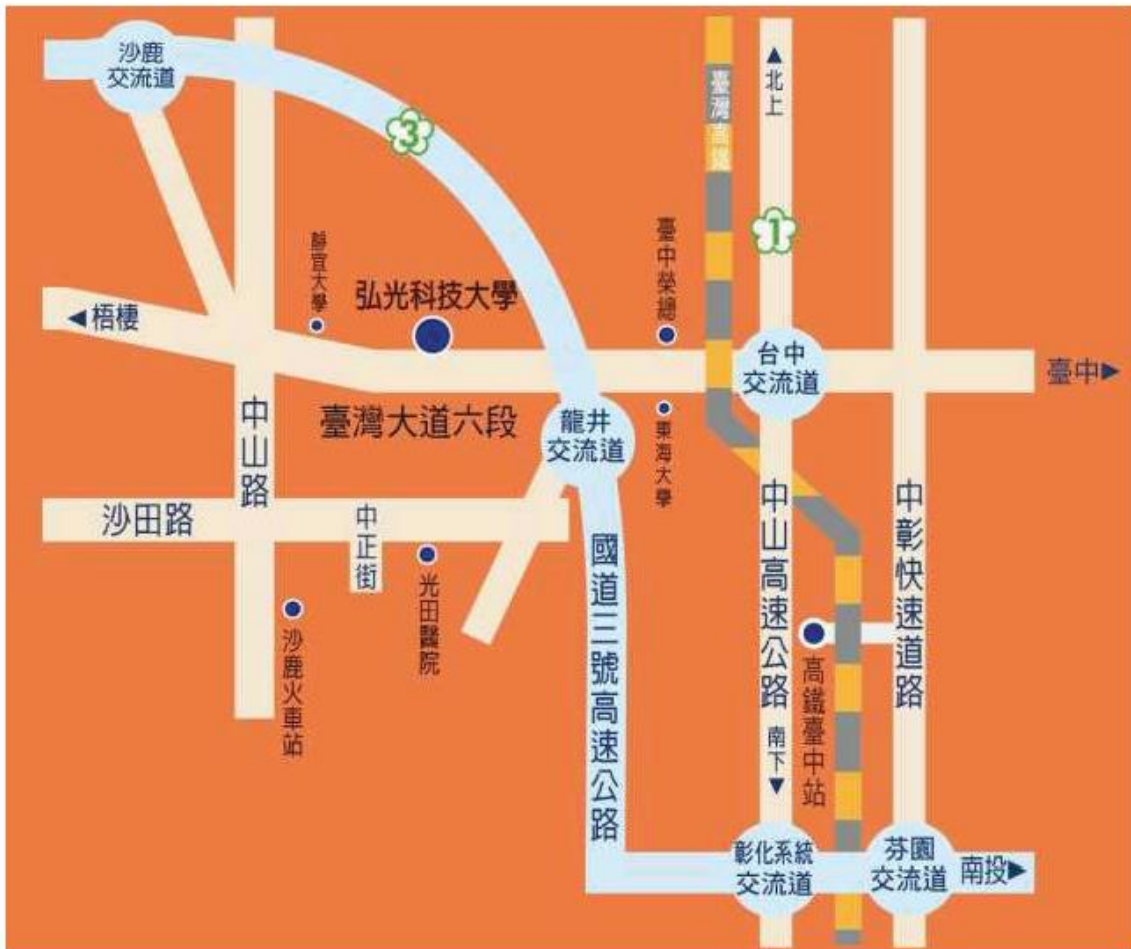 沙鹿
交流道
▲北上
臺灣高鐵
3
1
靜宜大學
弘光科技大學
臺中榮總
◀梧棲
台中
交流道
臺中▶
臺灣大道六段
龍井
交流道
東海大學
中山路
沙田路
中正街
光田醫院
沙鹿火車站
國道三號高速公路
中山高速公路
中彰快速道路
高鐵臺中站
南下▼
彰化系統
交流道
芬園
交流道
南投▶